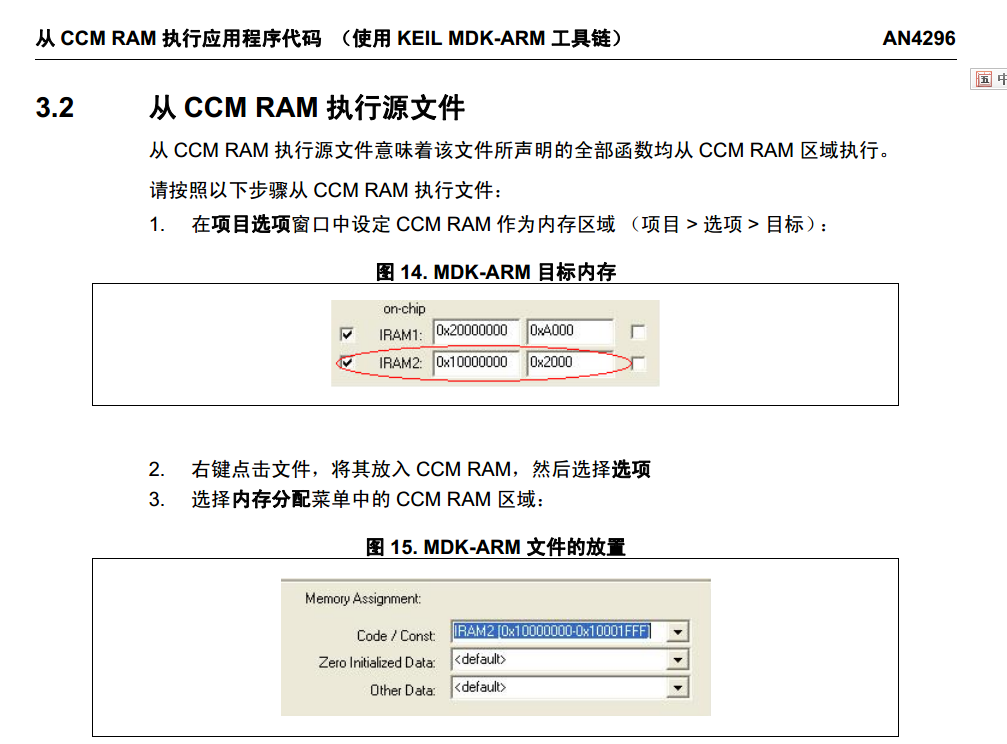 从 CCM RAM 执行应用程序代码 （使用 KEIL MDK-ARM 工具链） AN4296
五 中
3.2 从 CCM RAM 执行源文件
从 CCM RAM 执行源文件意味着该文件所声明的全部函数均从 CCM RAM 区域执行。
请按照以下步骤从 CCM RAM 执行文件：
1. 在项目选项窗口中设定 CCM RAM 作为内存区域 （项目 > 选项 > 目标）：
图 14. MDK-ARM 目标内存
on-chip
IRAM1: 0x20000000 0xA000
IRAM2: 0x10000000 0x2000
2. 右键点击文件，将其放入 CCM RAM，然后选择选项
3. 选择内存分配菜单中的 CCM RAM 区域：
图 15. MDK-ARM 文件的放置
Memory Assignment:
Code / Const: IRAM2 [0x10000000-0x10001FFF]
Zero Initialized Data: <default>
Other Data: <default>